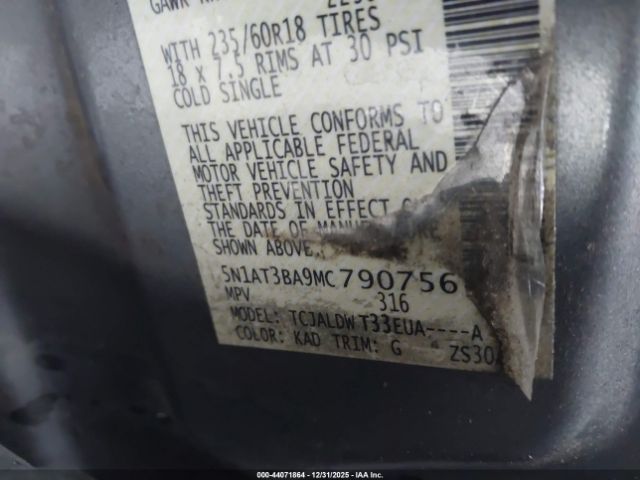 WITH 235/60R18 TIRES
18 x 7.5 RIMS AT 30 PSI
COLD SINGLE
THIS VEHICLE CONFORMS TO
ALL APPLICABLE FEDERAL
MOTOR VEHICLE SAFETY AND
THEFT PREVENTION
STANDARDS IN EFFECT
THE DATE OF
SHOWN ABOVE.
5N1AT3BA9MC790756
MPV 316
MODEL: TCJALDWT33EUA----A
COLOR: KAD TRIM: G ZS30
000-44071864 | 12/31/2025 - IAA Inc.